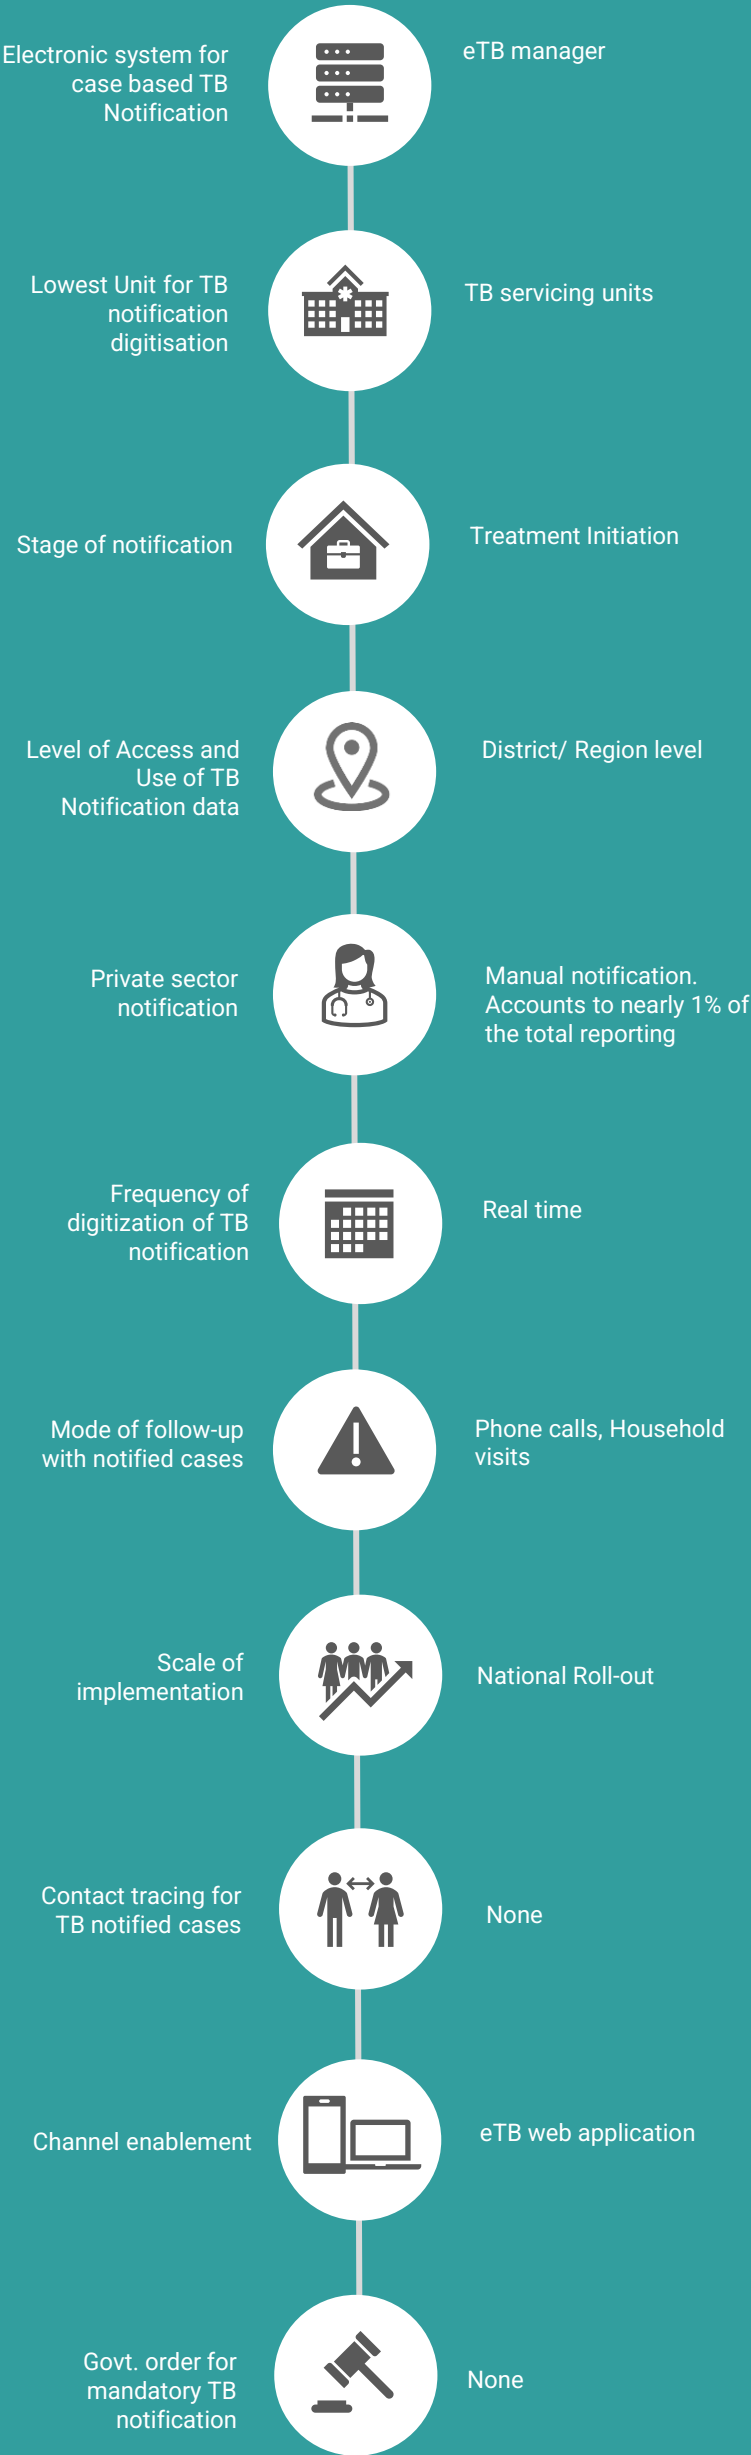 Electronic system for
case based TB
Notification
eTB manager
Lowest Unit for TB
notification
digitisation
TB servicing units
Stage of notification
Treatment Initiation
Level of Access and
Use of TB
Notification data
District/ Region level
Private sector
notification
Manual notification.
Accounts to nearly 1% of
the total reporting
Frequency of
digitization of TB
notification
Real time
Mode of follow-up
with notified cases
Phone calls, Household
visits
Scale of
implementation
National Roll-out
Contact tracing for
TB notified cases
None
Channel enablement
eTB web application
Govt. order for
mandatory TB
notification
None